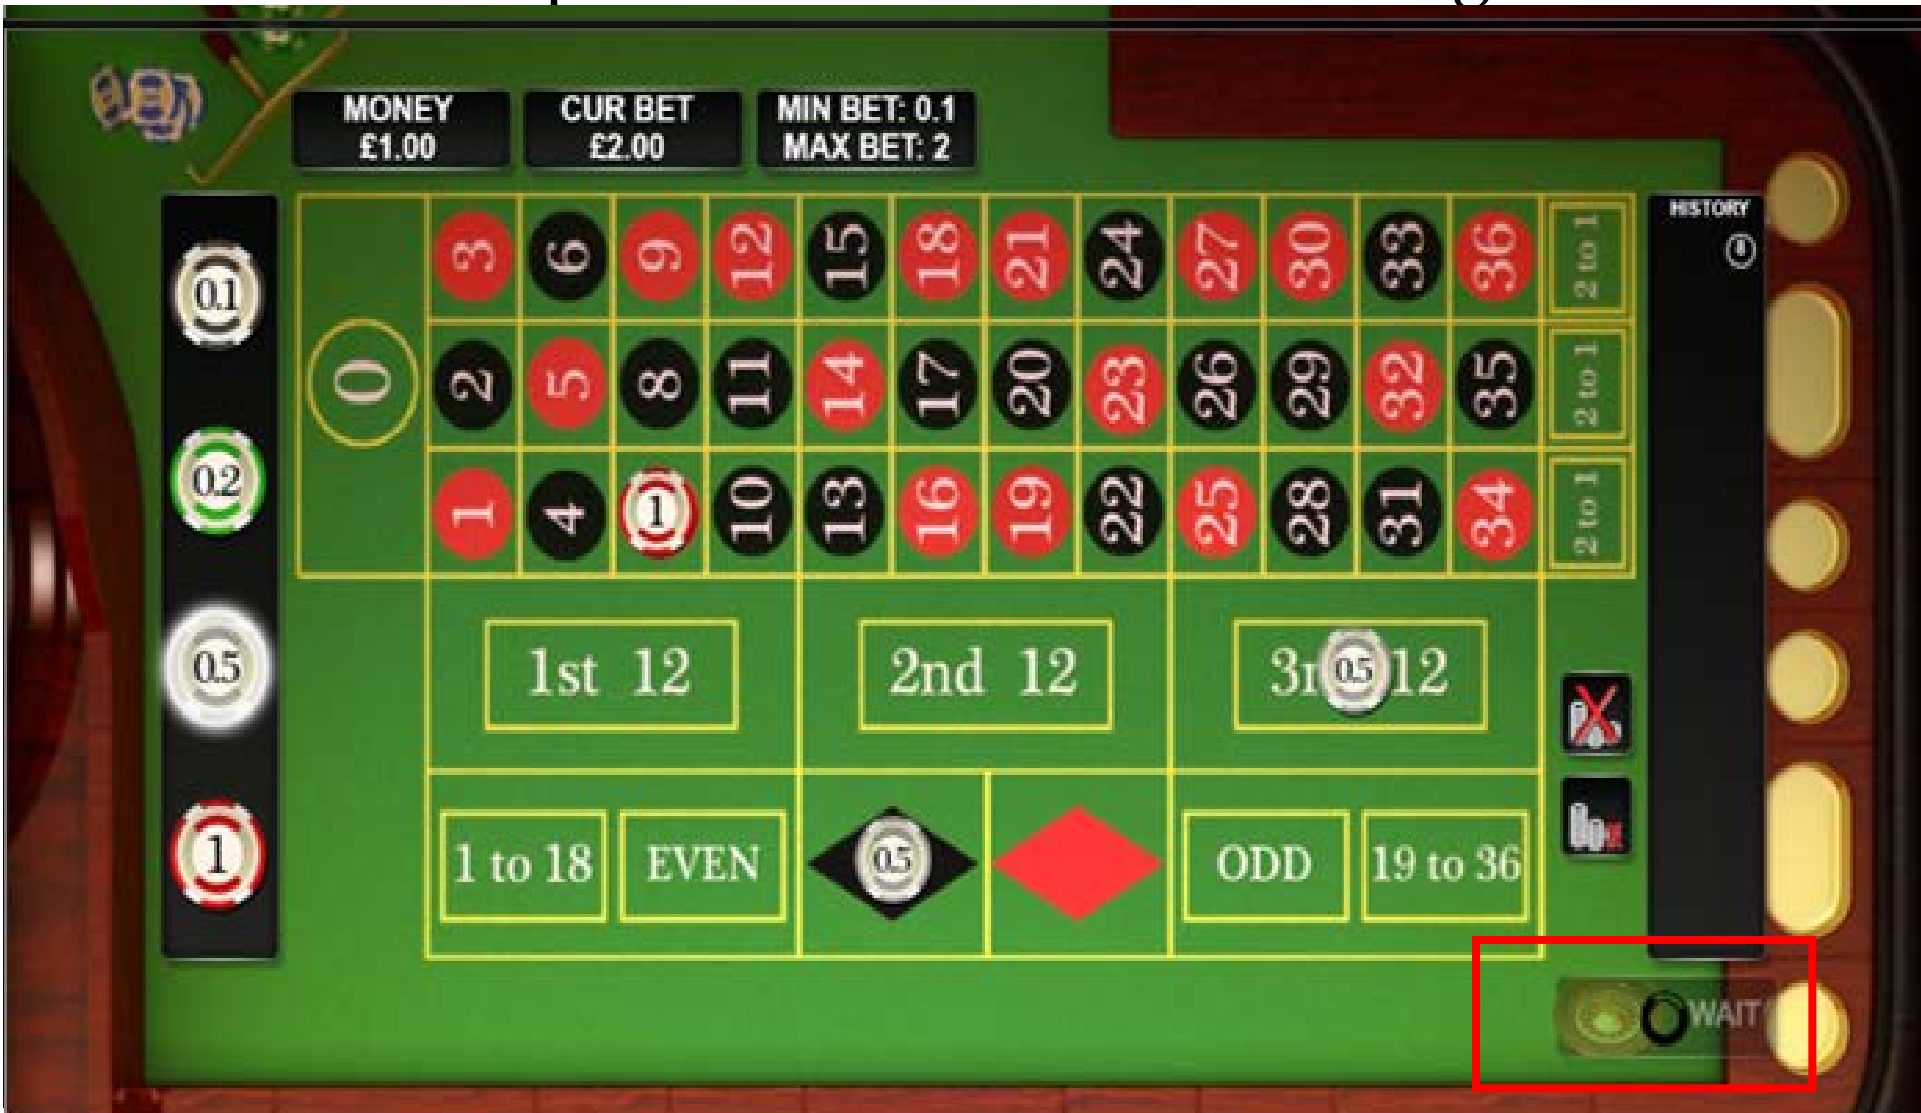 MONEY
£1.00
CUR BET
£2.00
MIN BET: 0.1
MAX BET: 2
HISTORY
8
0.1
0.2
0.5
1
0
3 6 9 12 15 18 21 24 27 30 33 36 2 to 1
2 5 8 11 14 17 20 23 26 29 32 35 2 to 1
1 4 1 10 13 16 19 22 25 28 31 34 2 to 1
1st 12
2nd 12
0.5 12
1 to 18
EVEN
0.5
ODD
19 to 36
WAIT